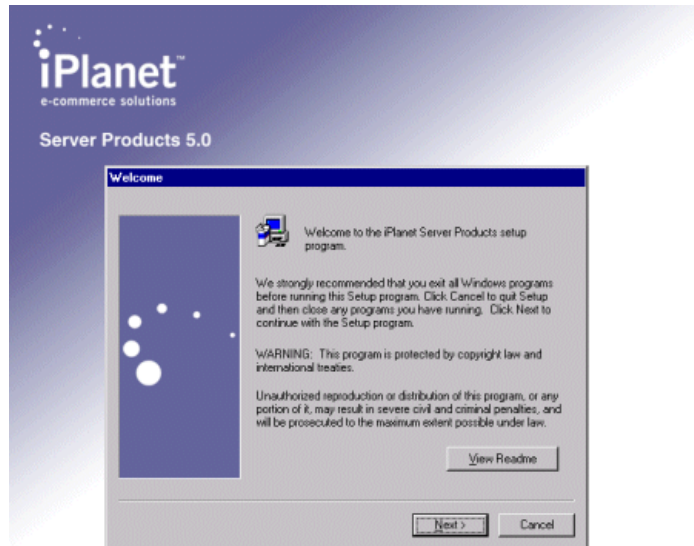 iPlanet™
e-commerce solutions
Server Products 5.0
Welcome
Welcome to the iPlanet Server Products setup
program.
We strongly recommended that you exit all Windows programs
before running this Setup program. Click Cancel to quit Setup
and then close any programs you have running. Click Next to
continue with the Setup program.
WARNING: This program is protected by copyright law and
international treaties.
Unauthorized reproduction or distribution of this program, or any
portion of it, may result in severe civil and criminal penalties, and
will be prosecuted to the maximum extent possible under law.
View Readme
Next >
Cancel